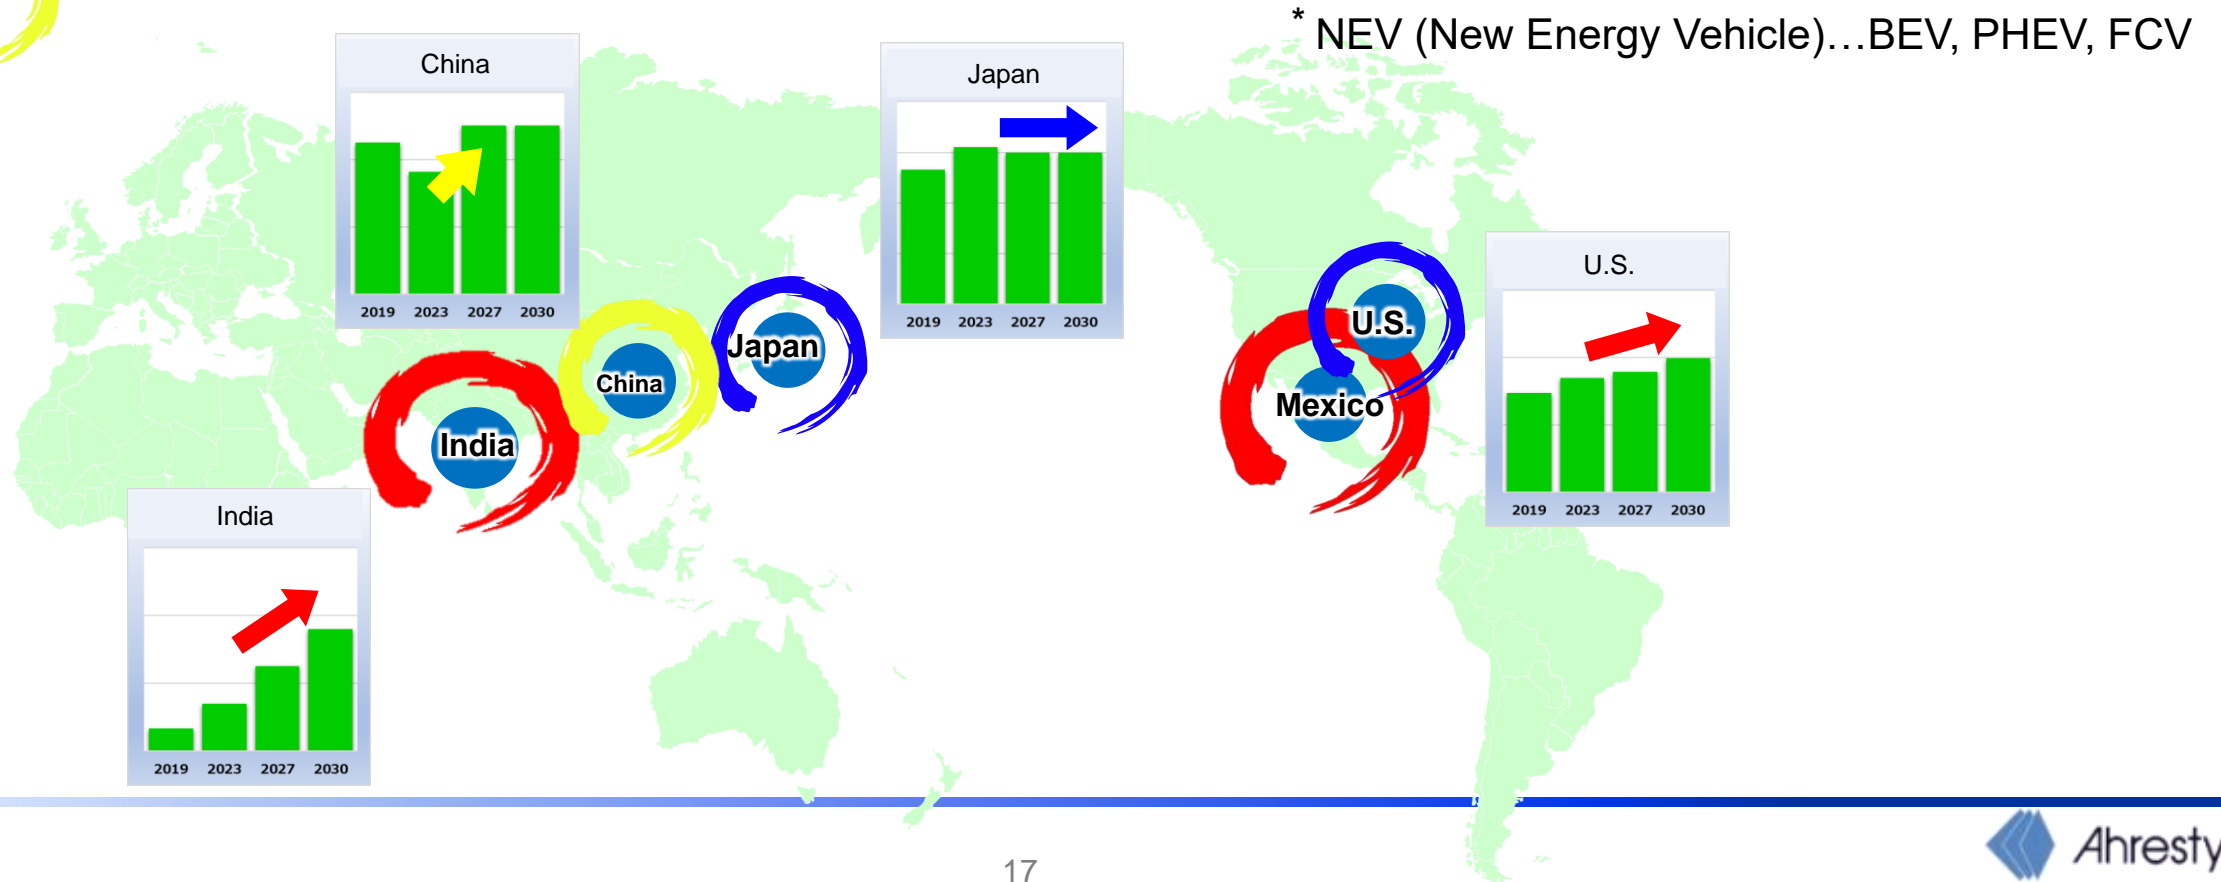 * NEV (New Energy Vehicle)…BEV, PHEV, FCV
China
2019 2023 2027 2030
Japan
2019 2023 2027 2030
U.S.
2019 2023 2027 2030
India
2019 2023 2027 2030
India
China
Japan
U.S.
Mexico
17
Ahresty